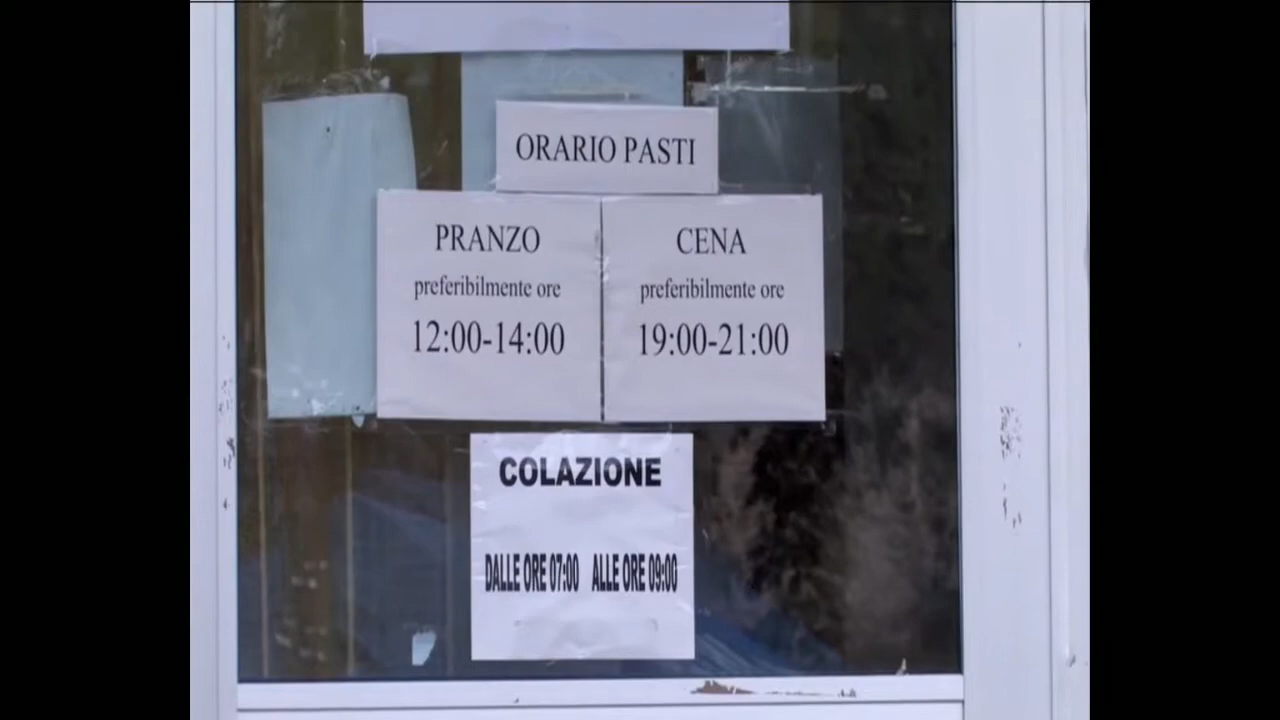 ORARIO PASTI
PRANZO
preferibilmente ore
12:00-14:00
CENA
preferibilmente ore
19:00-21:00
COLAZIONE
DALLE ORE 07:00 ALLE ORE 09:00